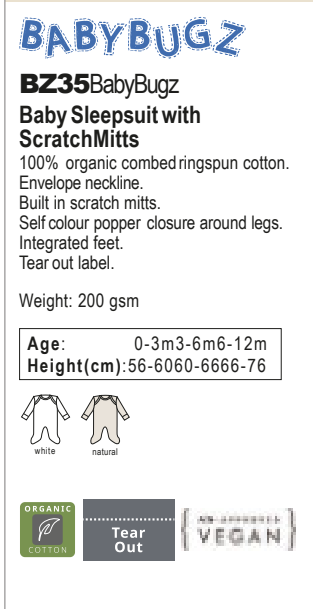 BABYBUGZ
BZ35BabyBugz
Baby Sleepsuit with
ScratchMitts
100% organic combed ringspun cotton.
Envelope neckline.
Built in scratch mitts.
Self colour popper closure around legs.
Integrated feet.
Tear out label.
Weight: 200 gsm
Age: 0-3m3-6m6-12m
Height(cm):56-6060-6666-76
white natural
ORGANIC
COTTON
Tear
Out
APPROVED
VEGAN